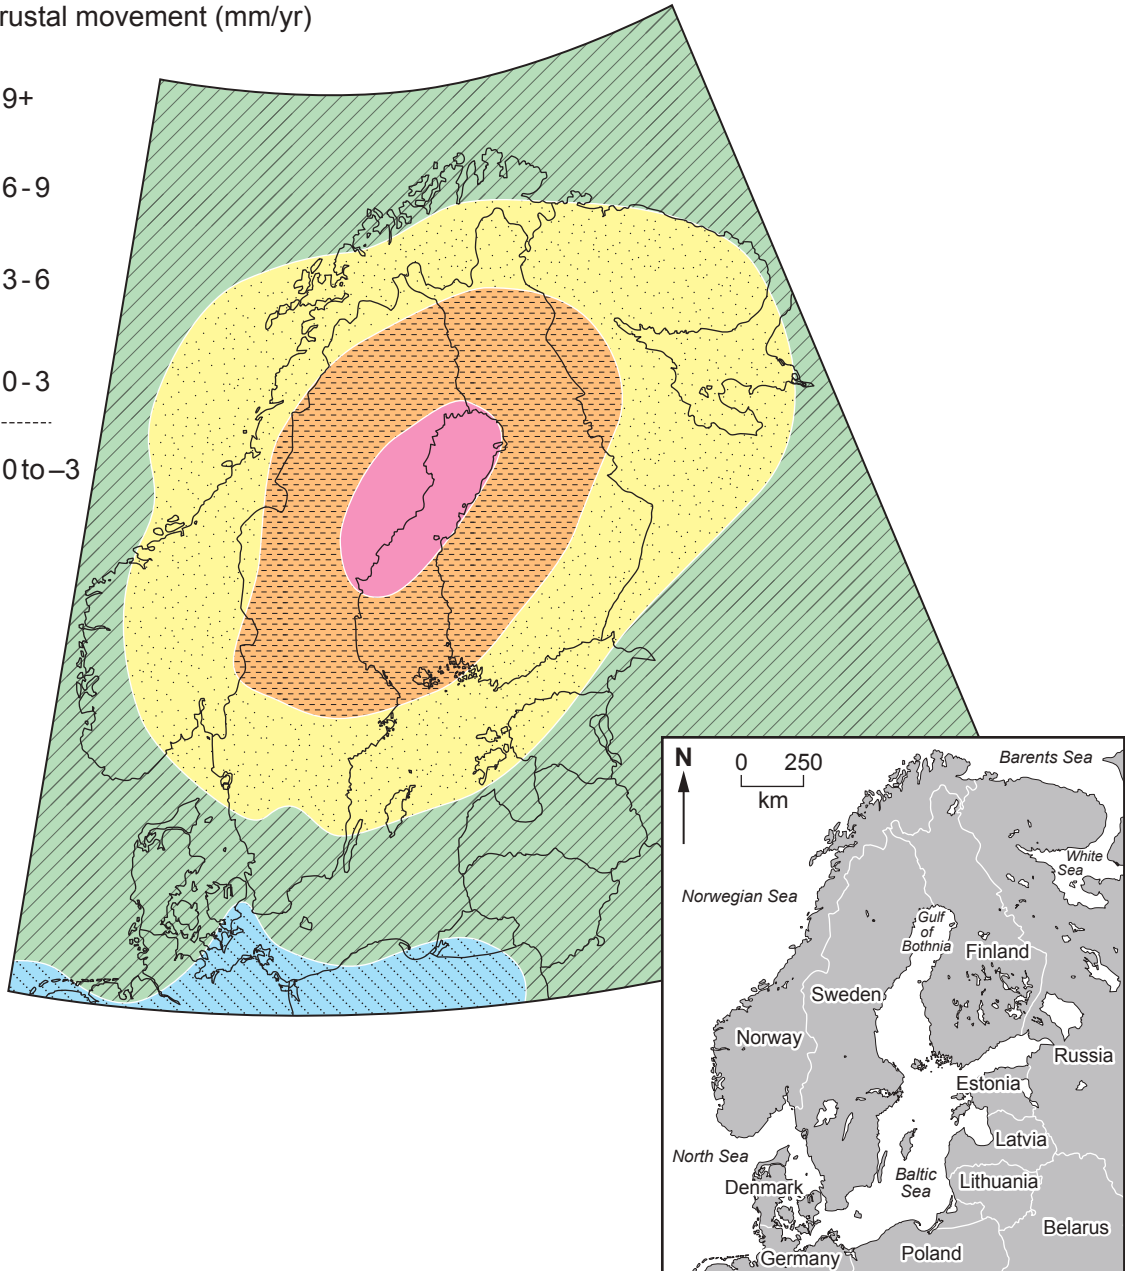 rustal movement (mm/yr)
9+
6 - 9
3 - 6
0 - 3
0 to –3
N
0 250
km
Barents Sea
White
Sea
Norwegian Sea
Gulf
of
Bothnia
Finland
Sweden
Norway
Russia
Estonia
Latvia
North Sea
Baltic
Sea
Lithuania
Denmark
Belarus
Germany
Poland